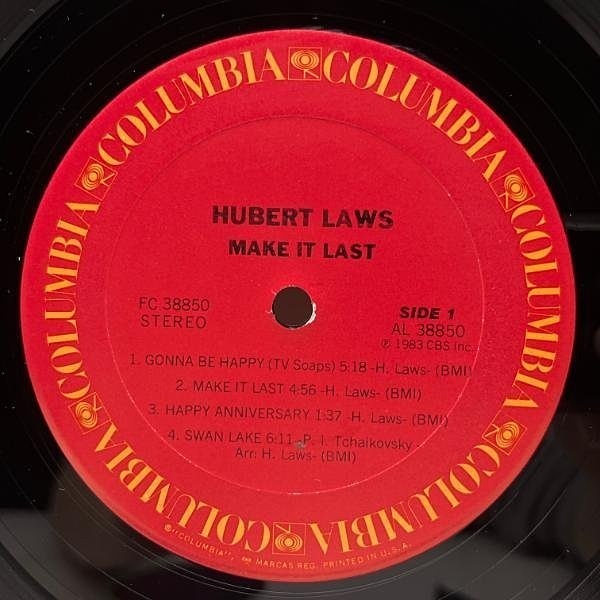 COLUMBIA COLUMBIA COLUMBIA COLUMBIA COLUMBIA COLUMBIA
HUBERT LAWS
MAKE IT LAST
FC 38850
STEREO
SIDE 1
AL 38850
℗ 1983 CBS Inc.
1. GONNA BE HAPPY (TV Soaps) 5:18 -H. Laws- (BMI)
2. MAKE IT LAST 4:56 -H. Laws- (BMI)
3. HAPPY ANNIVERSARY 1:37 -H. Laws- (BMI)
4. SWAN LAKE 6:11 -P. I. Tchaikovsky -
Arr: H. Laws- (BMI)
®"COLUMBIA", MARCAS REG. PRINTED IN U.S.A.